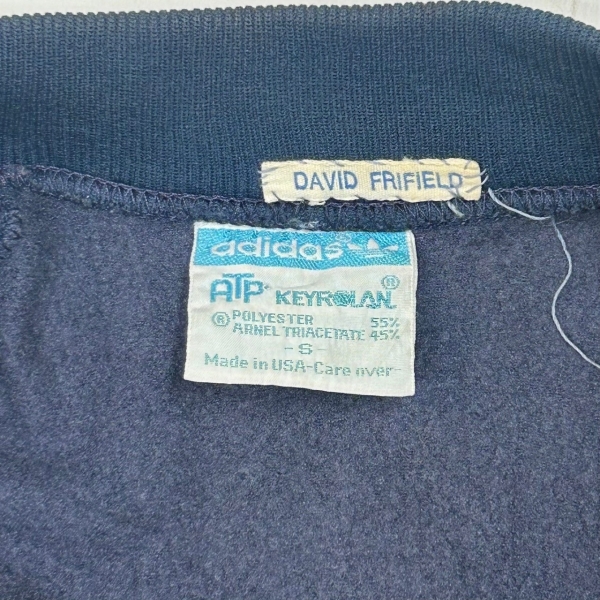 DAVID FRIFIELD
adidas
ATP KEYROLAN ®
® POLYESTER 55%
ARNEL TRIACETATE 45%
- S -
Made in USA-Care over-